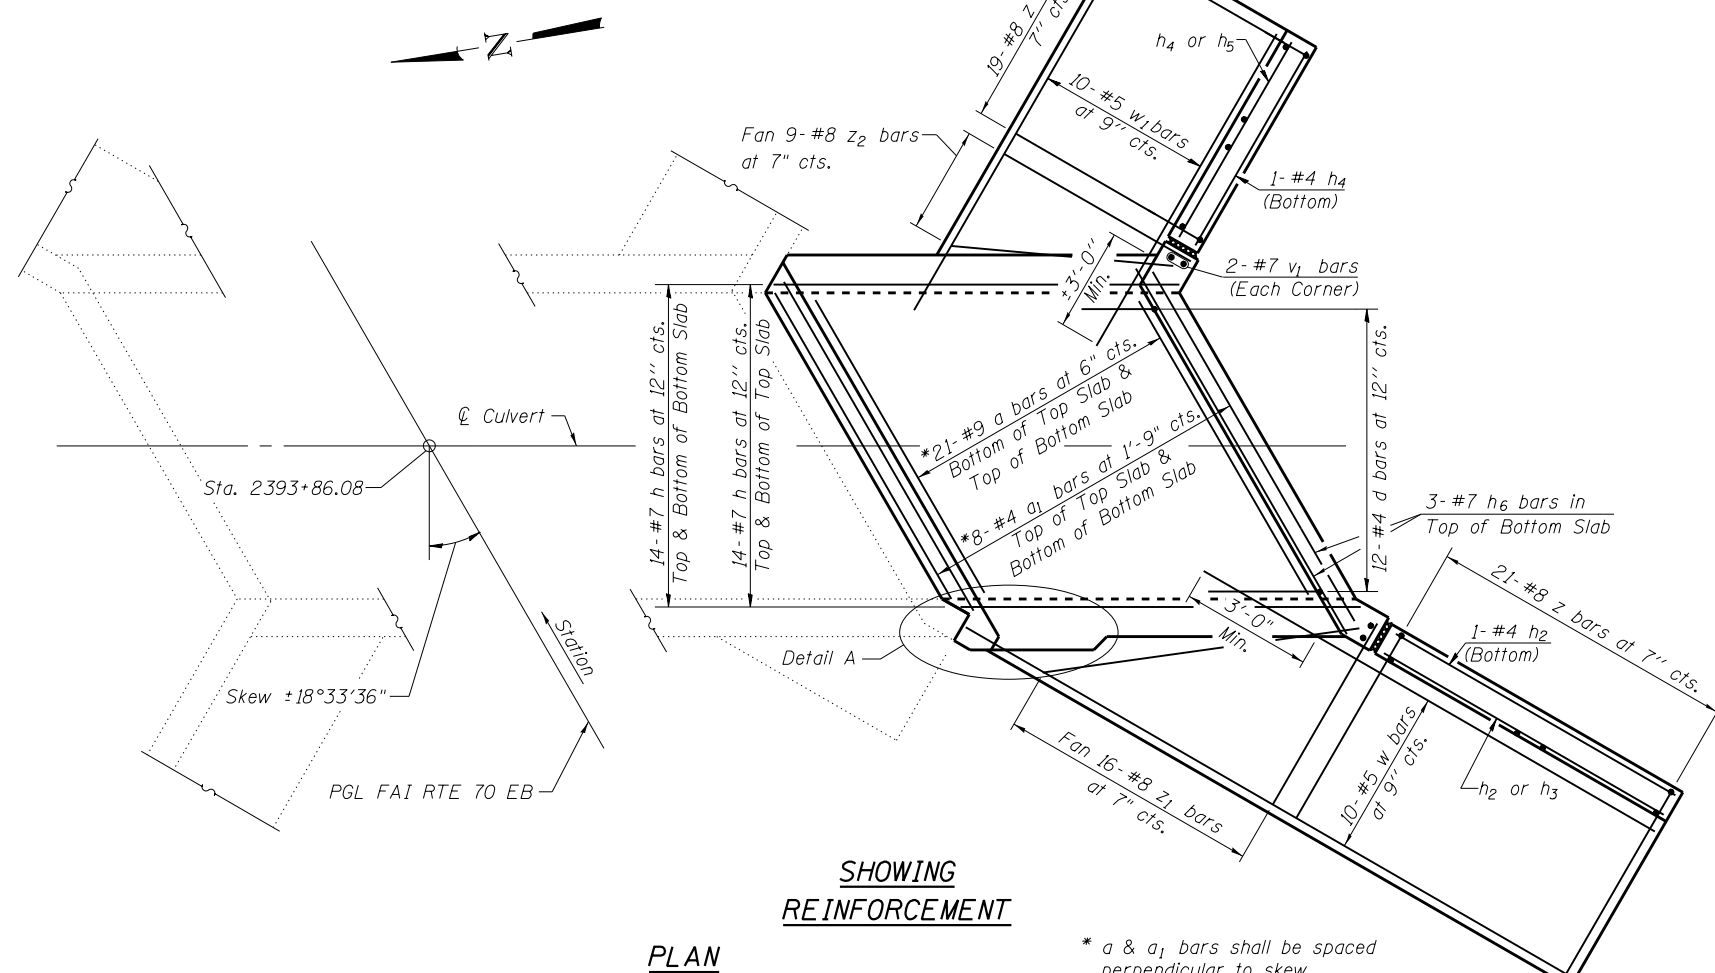 N
19-#8 z
7" cts.
h4 or h5
10-#5 w1 bars
at 9" cts.
Fan 9-#8 z2 bars
at 7" cts.
1-#4 h4
(Bottom)
±3'-0"
Min.
2-#7 v1 bars
(Each Corner)
14-#7 h bars at 12" cts.
Top & Bottom of Bottom Slab
14-#7 h bars at 12" cts.
Top & Bottom of Top Slab
*21-#9 a bars at 6" cts.
Bottom of Top Slab &
Top of Bottom Slab
*8-#4 a1 bars at 1'-9" cts.
Top of Top Slab &
Bottom of Bottom Slab
12-#4 d bars at 12" cts.
℄ Culvert
Sta. 2393+86.08
3-#7 h6 bars in
Top of Bottom Slab
Station
Skew ±18°33'36"
PGL FAI RTE 70 EB
Detail A
3'-0"
Min.
21-#8 z bars at 7" cts.
1-#4 h2
(Bottom)
Fan 16-#8 z1 bars
at 7" cts.
10-#5 w bars
at 9" cts.
h2 or h3
SHOWING
REINFORCEMENT
PLAN
* a & a1 bars shall be spaced
perpendicular to skew